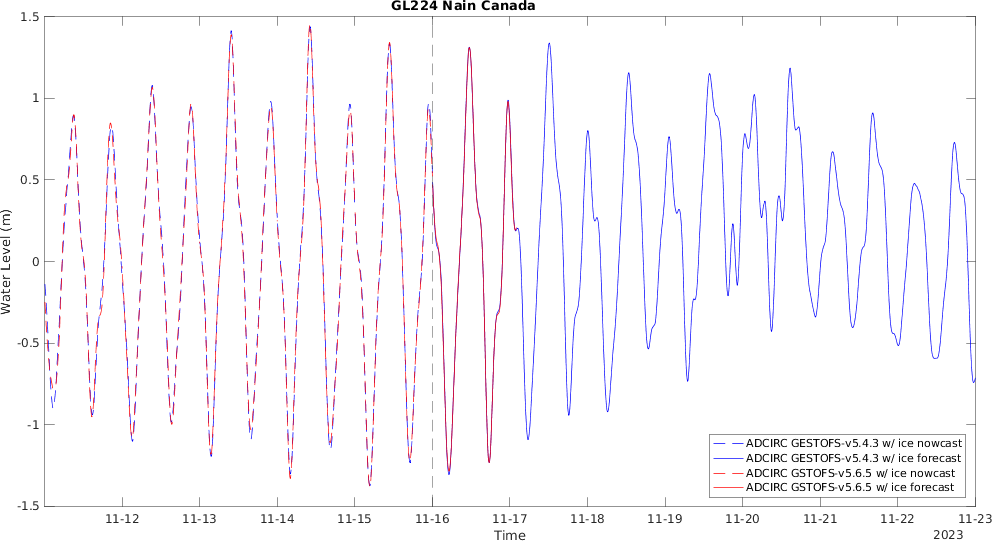 GL224 Nain Canada
1.5
1
0.5
0
-0.5
-1
-1.5
Water Level (m)
ADCIRC GESTOFS-v5.4.3 w/ ice nowcast
ADCIRC GESTOFS-v5.4.3 w/ ice forecast
ADCIRC GSTOFS-v5.6.5 w/ ice nowcast
ADCIRC GSTOFS-v5.6.5 w/ ice forecast
11-12 11-13 11-14 11-15 11-16 11-17 11-18 11-19 11-20 11-21 11-22 11-23
Time
2023